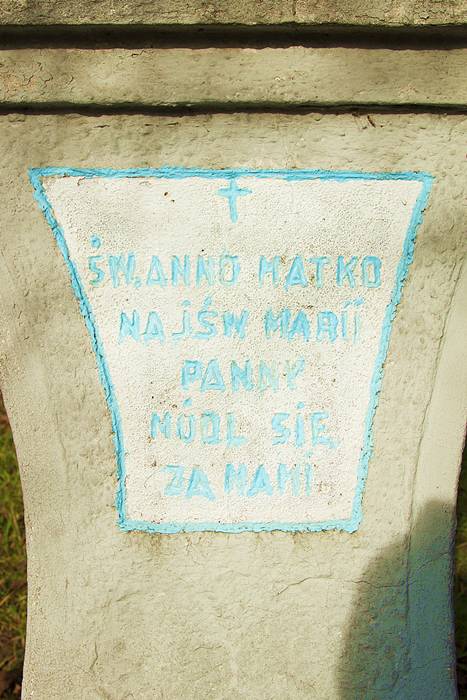 ŚW. ANNO MATKO
NAJŚW MARII
PANNY
MÓDL SIĘ
ZA NAMI